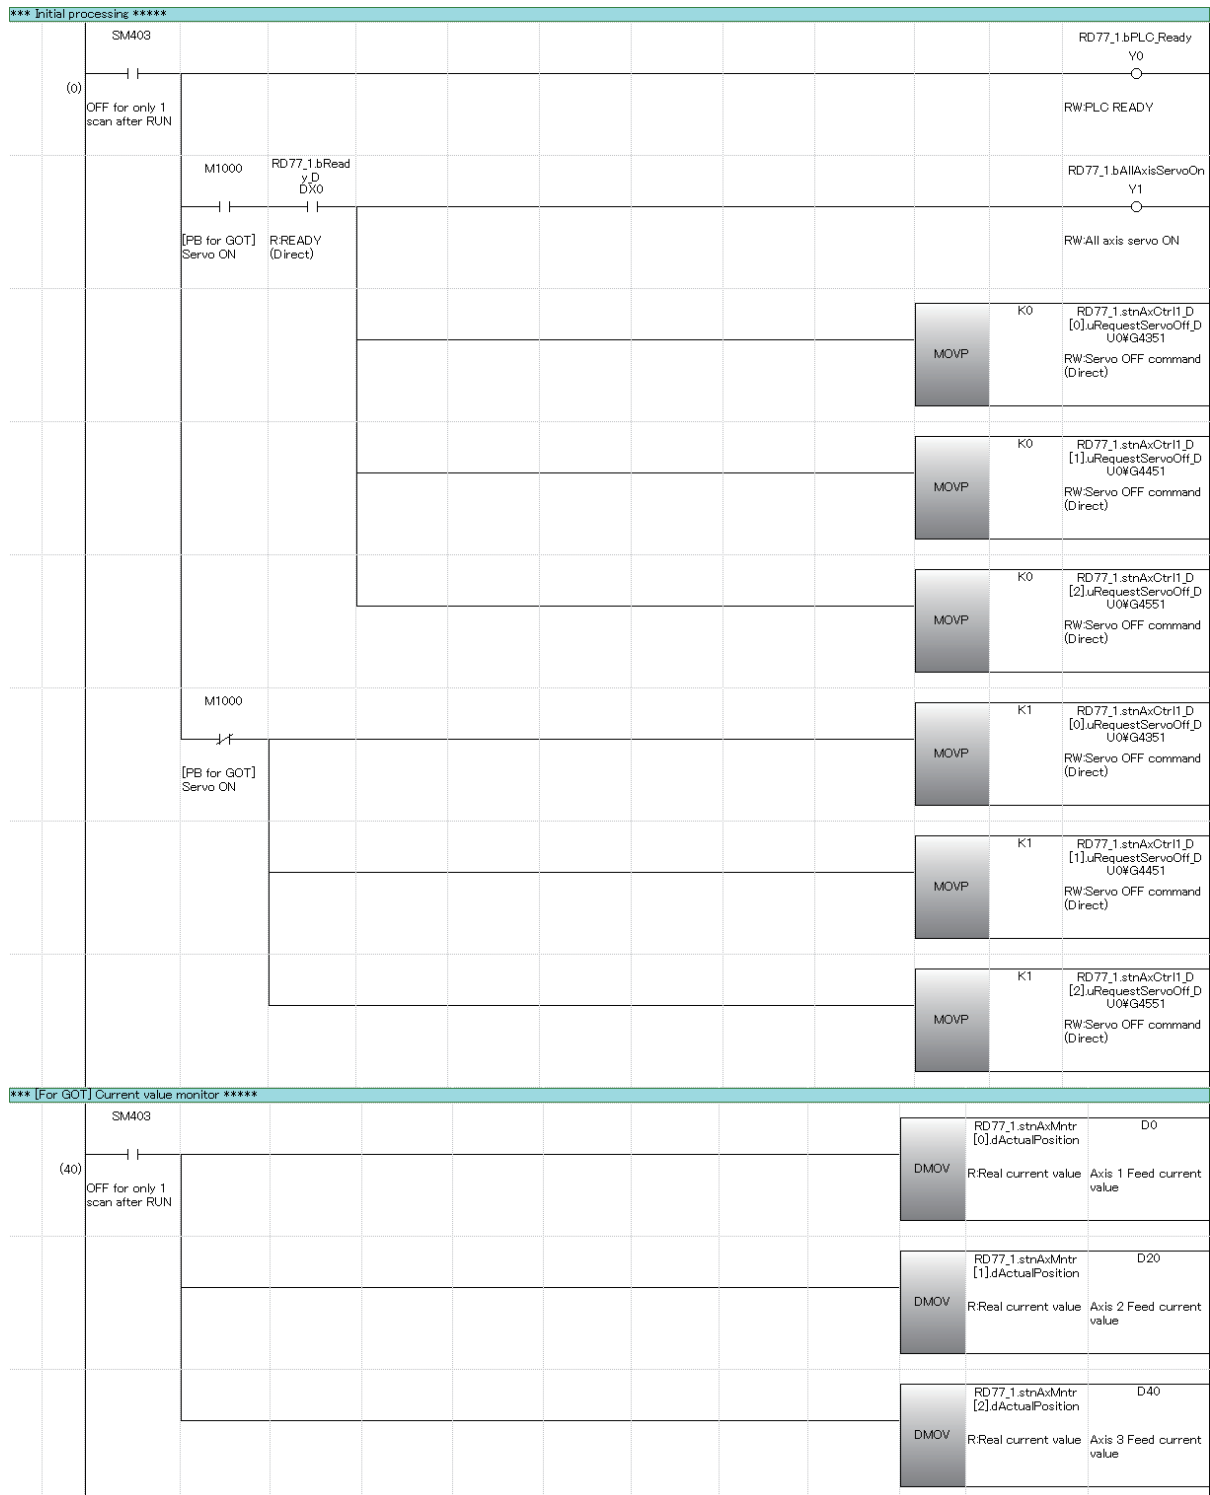 *** Initial processing *****
SM403
RD77_1.bPLC_Ready
Y0
(0)
OFF for only 1
scan after RUN
RW:PLC READY
M1000
RD77_1.bRead
y_D
DX0
RD77_1.bAllAxisServoOn
Y1
[PB for GOT]
Servo ON
R:READY
(Direct)
RW:All axis servo ON
MOVP
K0
RD77_1.stnAxCtrl1_D
[0].uRequestServoOff_D
U0¥G4351
RW:Servo OFF command
(Direct)
MOVP
K0
RD77_1.stnAxCtrl1_D
[1].uRequestServoOff_D
U0¥G4451
RW:Servo OFF command
(Direct)
MOVP
K0
RD77_1.stnAxCtrl1_D
[2].uRequestServoOff_D
U0¥G4551
RW:Servo OFF command
(Direct)
M1000
[PB for GOT]
Servo ON
MOVP
K1
RD77_1.stnAxCtrl1_D
[0].uRequestServoOff_D
U0¥G4351
RW:Servo OFF command
(Direct)
MOVP
K1
RD77_1.stnAxCtrl1_D
[1].uRequestServoOff_D
U0¥G4451
RW:Servo OFF command
(Direct)
MOVP
K1
RD77_1.stnAxCtrl1_D
[2].uRequestServoOff_D
U0¥G4551
RW:Servo OFF command
(Direct)
*** [For GOT] Current value monitor *****
SM403
(40)
OFF for only 1
scan after RUN
DMOV
RD77_1.stnAxMntr
[0].dActualPosition
R:Real current value
D0
Axis 1 Feed current
value
DMOV
RD77_1.stnAxMntr
[1].dActualPosition
R:Real current value
D20
Axis 2 Feed current
value
DMOV
RD77_1.stnAxMntr
[2].dActualPosition
R:Real current value
D40
Axis 3 Feed current
value